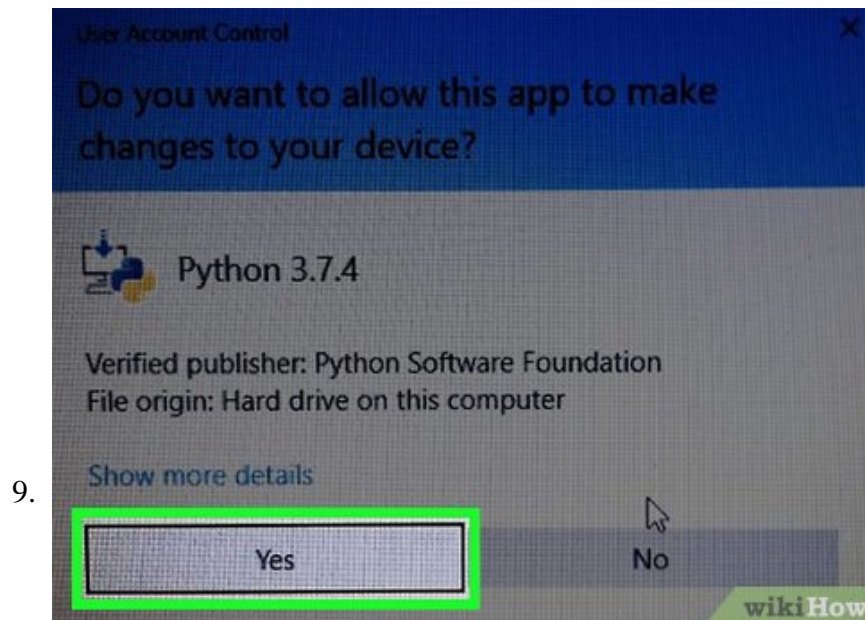 User Account Control
Do you want to allow this app to make
changes to your device?
Python 3.7.4
Verified publisher: Python Software Foundation
File origin: Hard drive on this computer
Show more details
9.
Yes
No
wikiHow